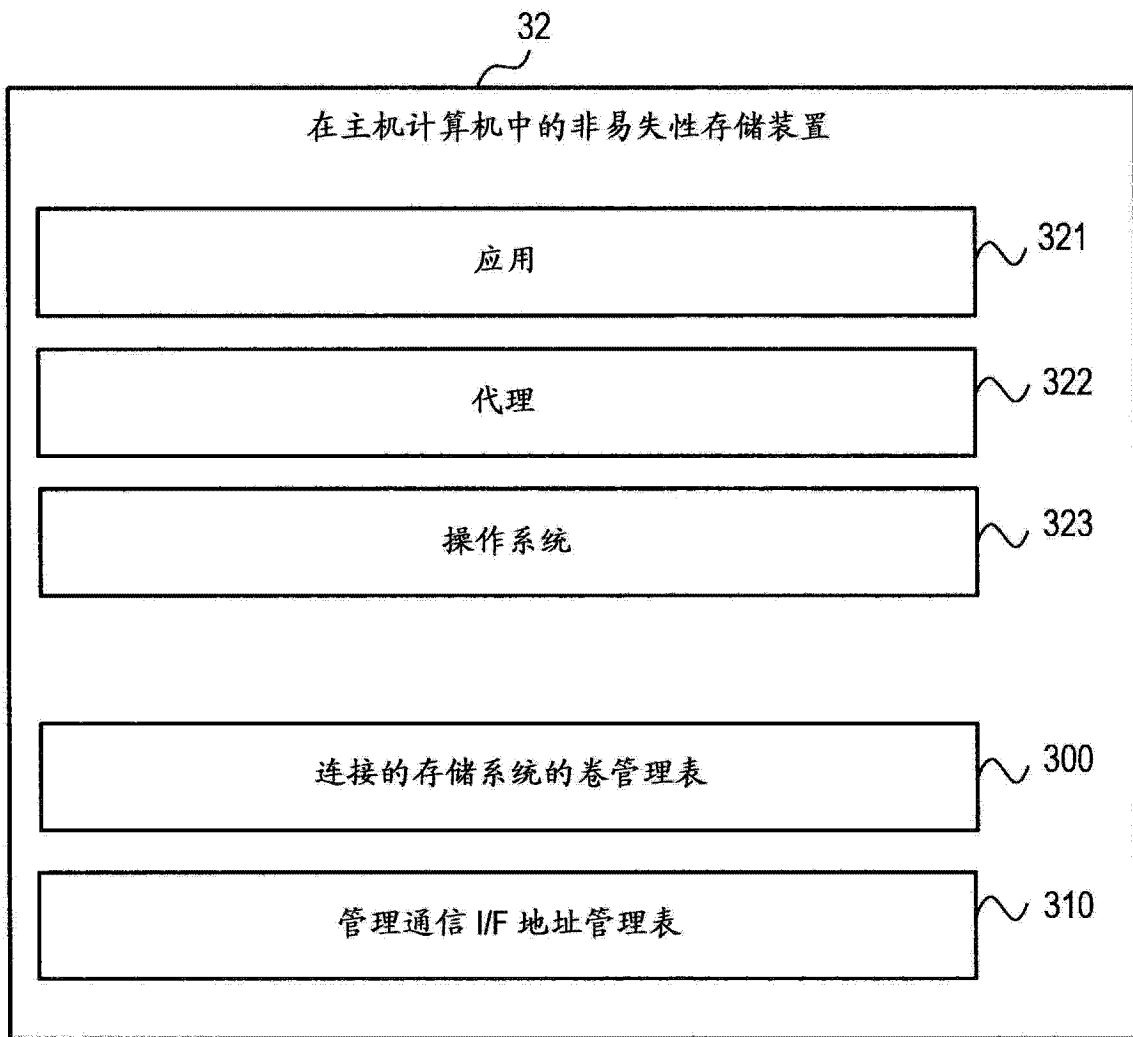 32
在主机计算机中的非易失性存储装置
应用
321
代理
322
操作系统
323
连接的存储系统的卷管理表
300
管理通信 I/F 地址管理表
310